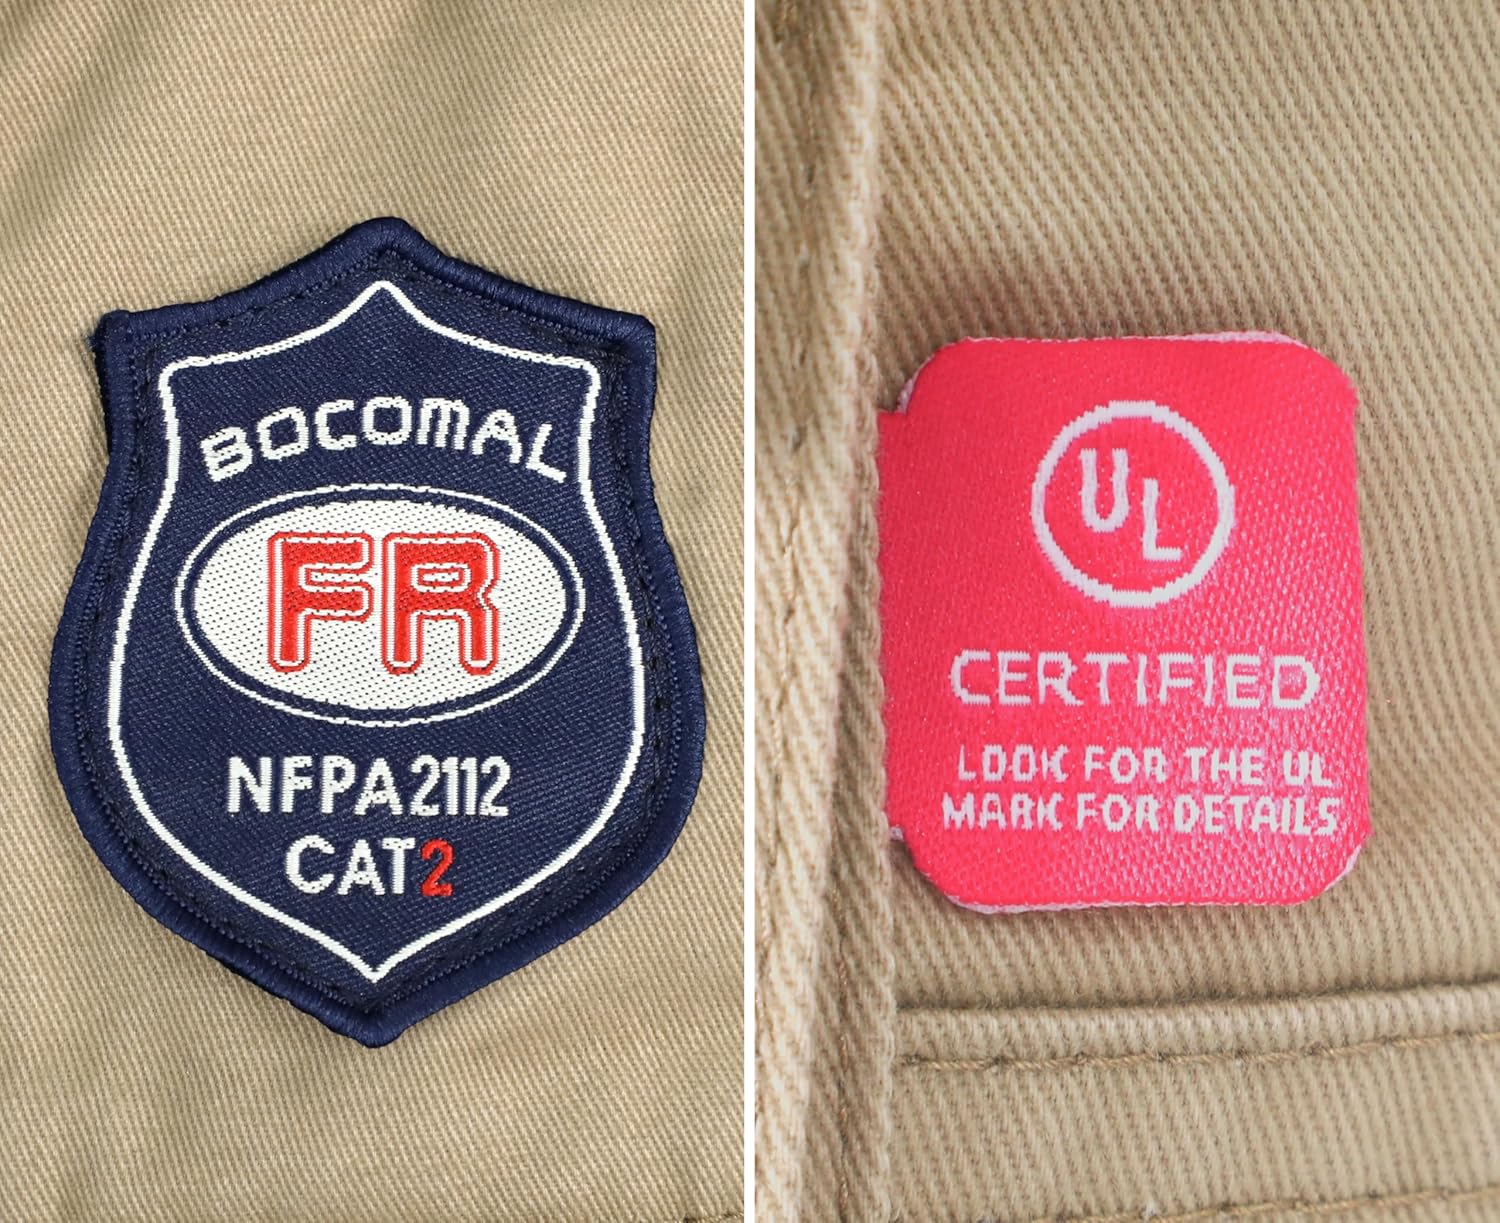 BOCOMAL
FR
NFPA2112
CAT2
UL
CERTIFIED
LOOK FOR THE UL
MARK FOR DETAILS